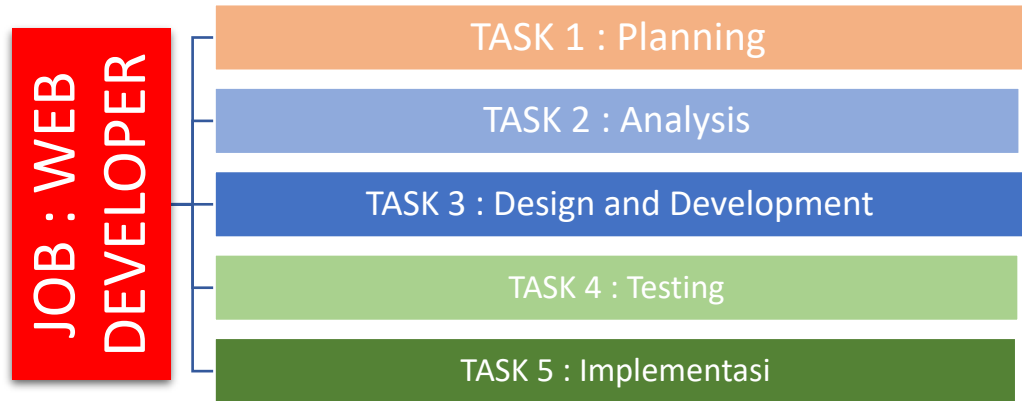 JOB : WEB
DEVELOPER
TASK 1 : Planning
TASK 2 : Analysis
TASK 3 : Design and Development
TASK 4 : Testing
TASK 5 : Implementasi